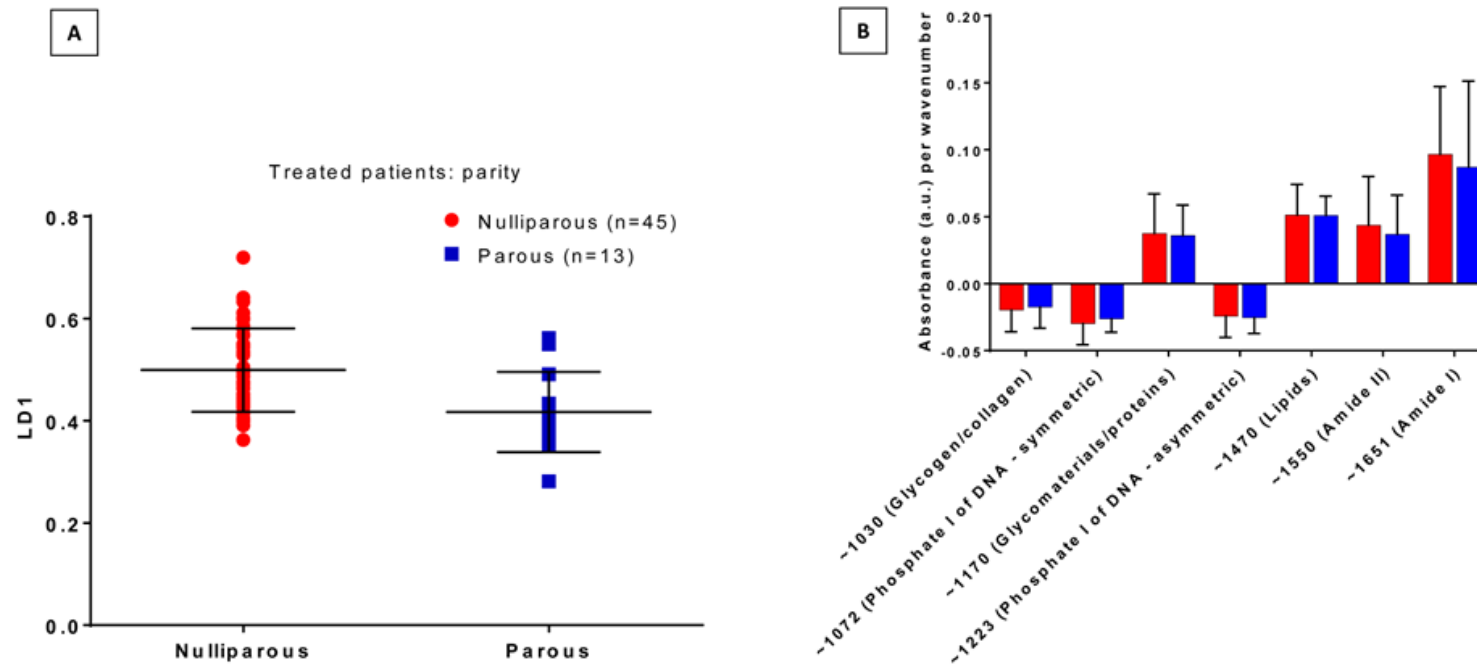 A
Treated patients: parity
Nulliparous (n=45)
Parous (n=13)
LD1
0.8
0.6
0.4
0.2
0.0
Nulliparous
Parous
B
Absorbance (a.u.) per wavenumber
0.20
0.15
0.10
0.05
0.00
-0.05
~1030 (Glycogen/collagen)
~1072 (Phosphate I of DNA - symmetric)
~1170 (Glycomaterials/proteins)
~1223 (Phosphate I of DNA - asymmetric)
~1470 (Lipids)
~1550 (Amide II)
~1651 (Amide I)